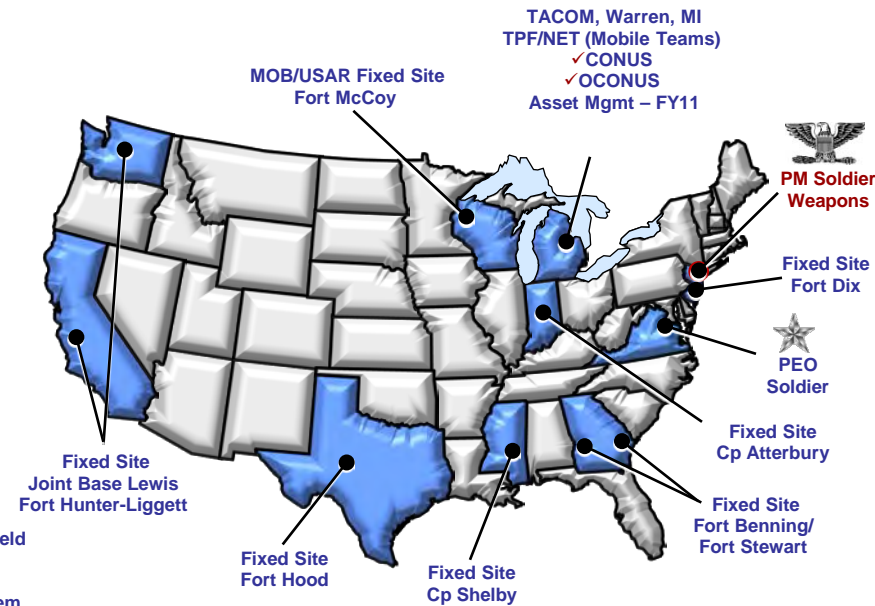 TACOM, Warren, MI
TPF/NET (Mobile Teams)
✓CONUS
✓OCONUS
Asset Mgmt – FY11
MOB/USAR Fixed Site
Fort McCoy
PM Soldier
Weapons
Fixed Site
Fort Dix
PEO
Soldier
Fixed Site
Cp Atterbury
Fixed Site
Fort Benning/
Fort Stewart
Fixed Site
Joint Base Lewis
Fort Hunter-Liggett
Fixed Site
Fort Hood
Fixed Site
Cp Shelby
eld
em